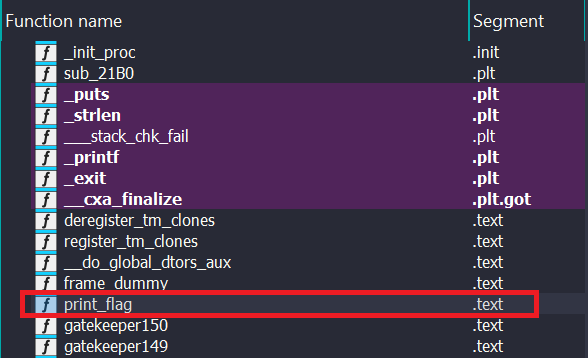 Function name Segment
f _init_proc .init
f sub_21B0 .plt
f _puts .plt
f _strlen .plt
f ___stack_chk_fail .plt
f _printf .plt
f _exit .plt
f __cxa_finalize .plt.got
f deregister_tm_clones .text
f register_tm_clones .text
f __do_global_dtors_aux .text
f frame_dummy .text
f print_flag .text
f gatekeeper150 .text
f gatekeeper149 .text